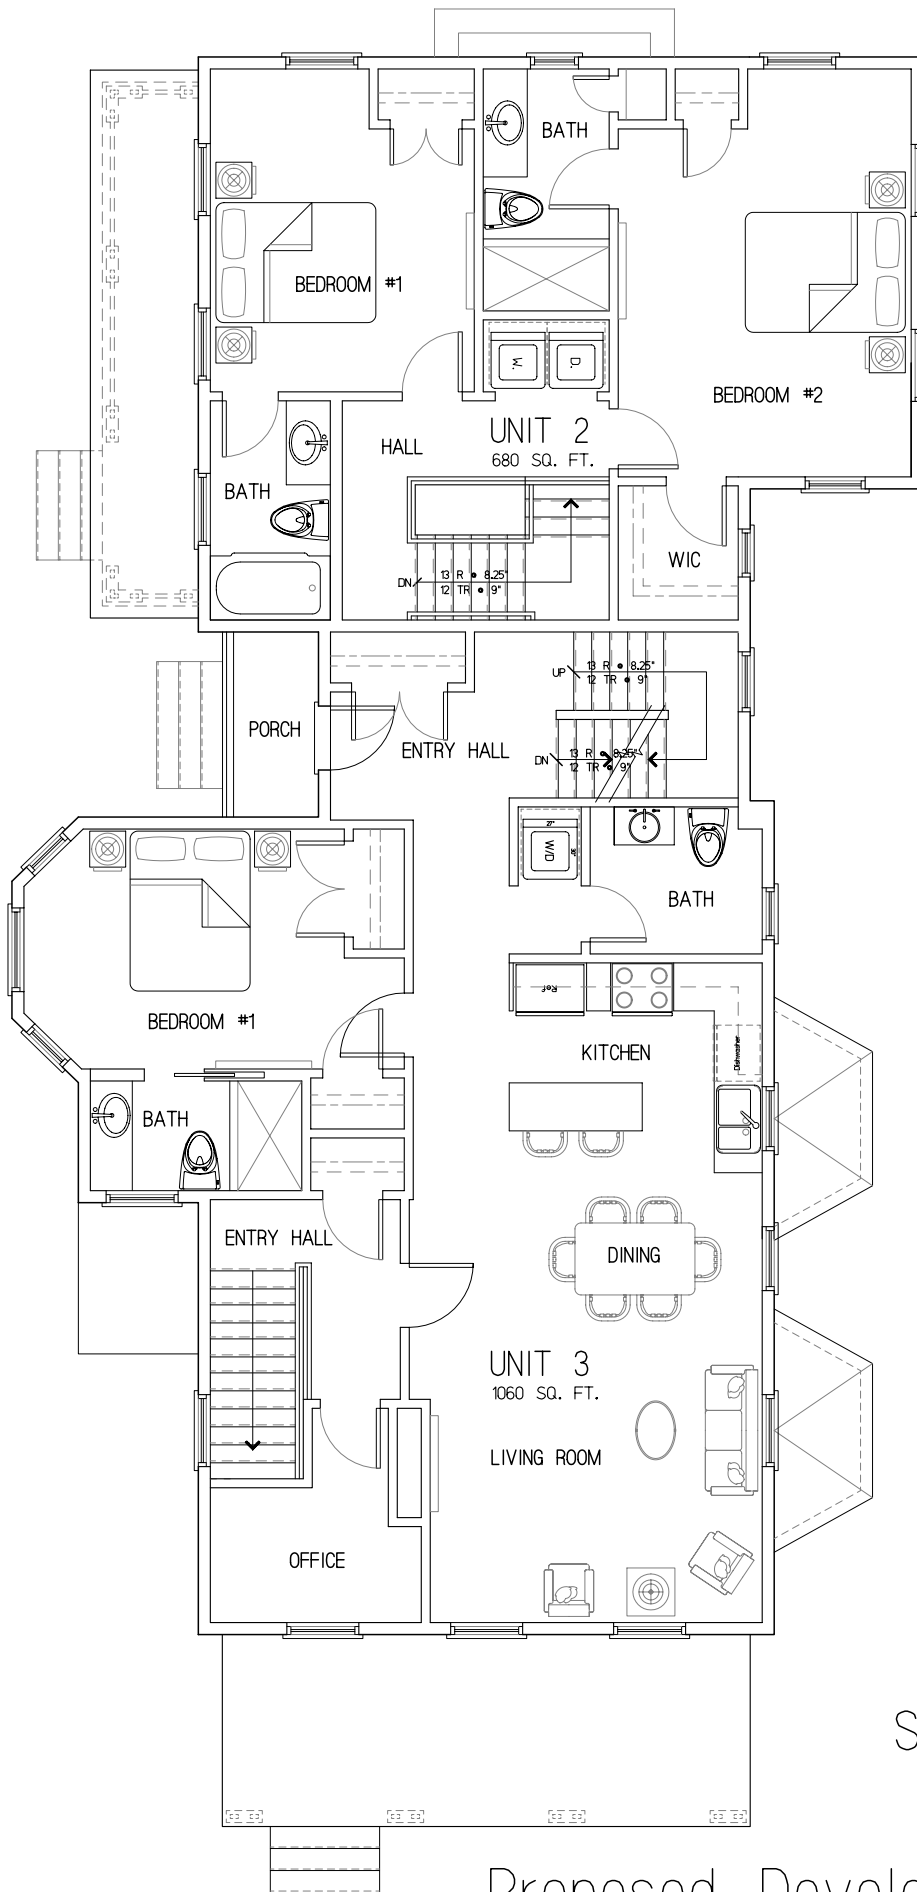 BATH
BEDROOM #1
W.
D.
BEDROOM #2
UNIT 2
HALL
680 SQ. FT.
BATH
WIC
DN
13 R • 8.25"
12 TR • 9"
UP
13 R • 8.25"
12 TR • 9"
PORCH
ENTRY HALL
DN
13 R • 8.25"
12 TR • 9"
27"
W/D
30"
BATH
Ref
BEDROOM #1
KITCHEN
Dishwasher
BATH
ENTRY HALL
DINING
UNIT 3
1060 SQ. FT.
LIVING ROOM
OFFICE
S